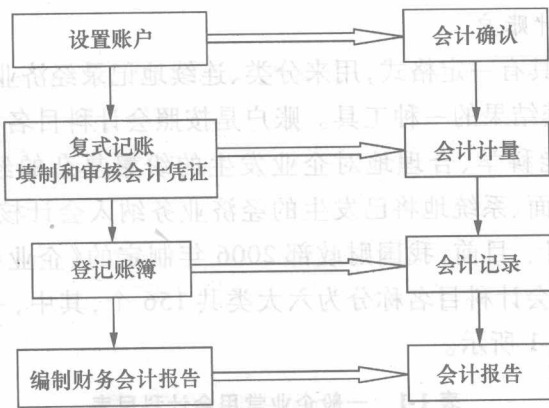 设置账户
会计确认
复式记账
填制和审核会计凭证
会计计量
登记账簿
会计记录
编制财务会计报告
会计报告